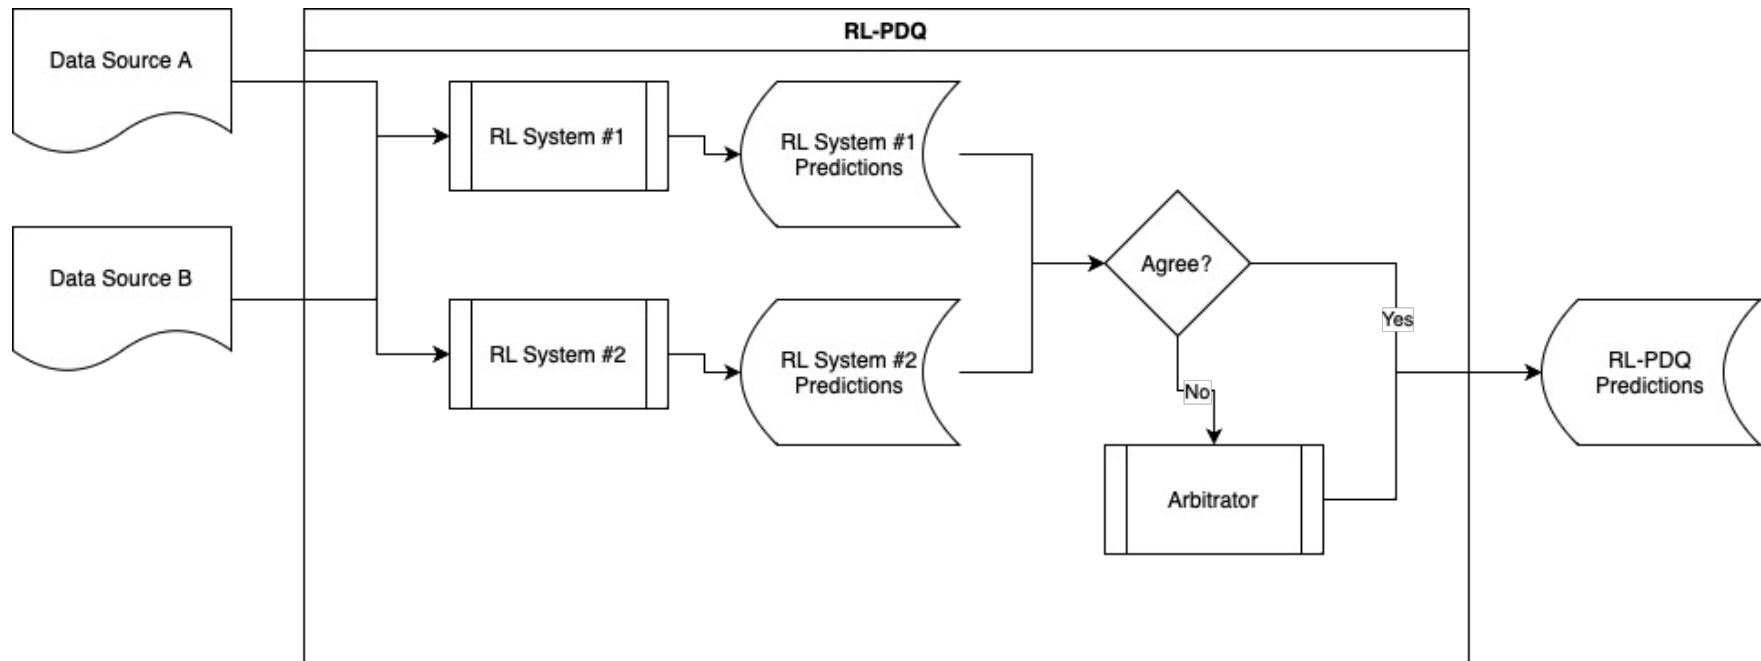 RL-PDQ
Data Source A
RL System #1
RL System #1
Predictions
Data Source B
RL System #2
RL System #2
Predictions
Agree?
Yes
No
Arbitrator
RL-PDQ
Predictions